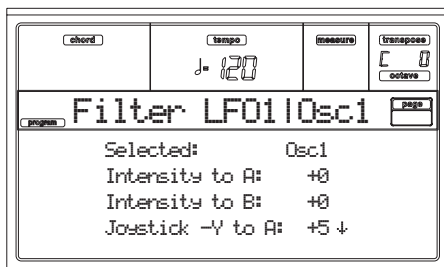 chord tempo measure transpose
♩= 120 C 0
octave
program Filter LFO1|Osc1 page
Selected: Osc1
Intensity to A: +0
Intensity to B: +0
Joystick -Y to A: +5 ↓